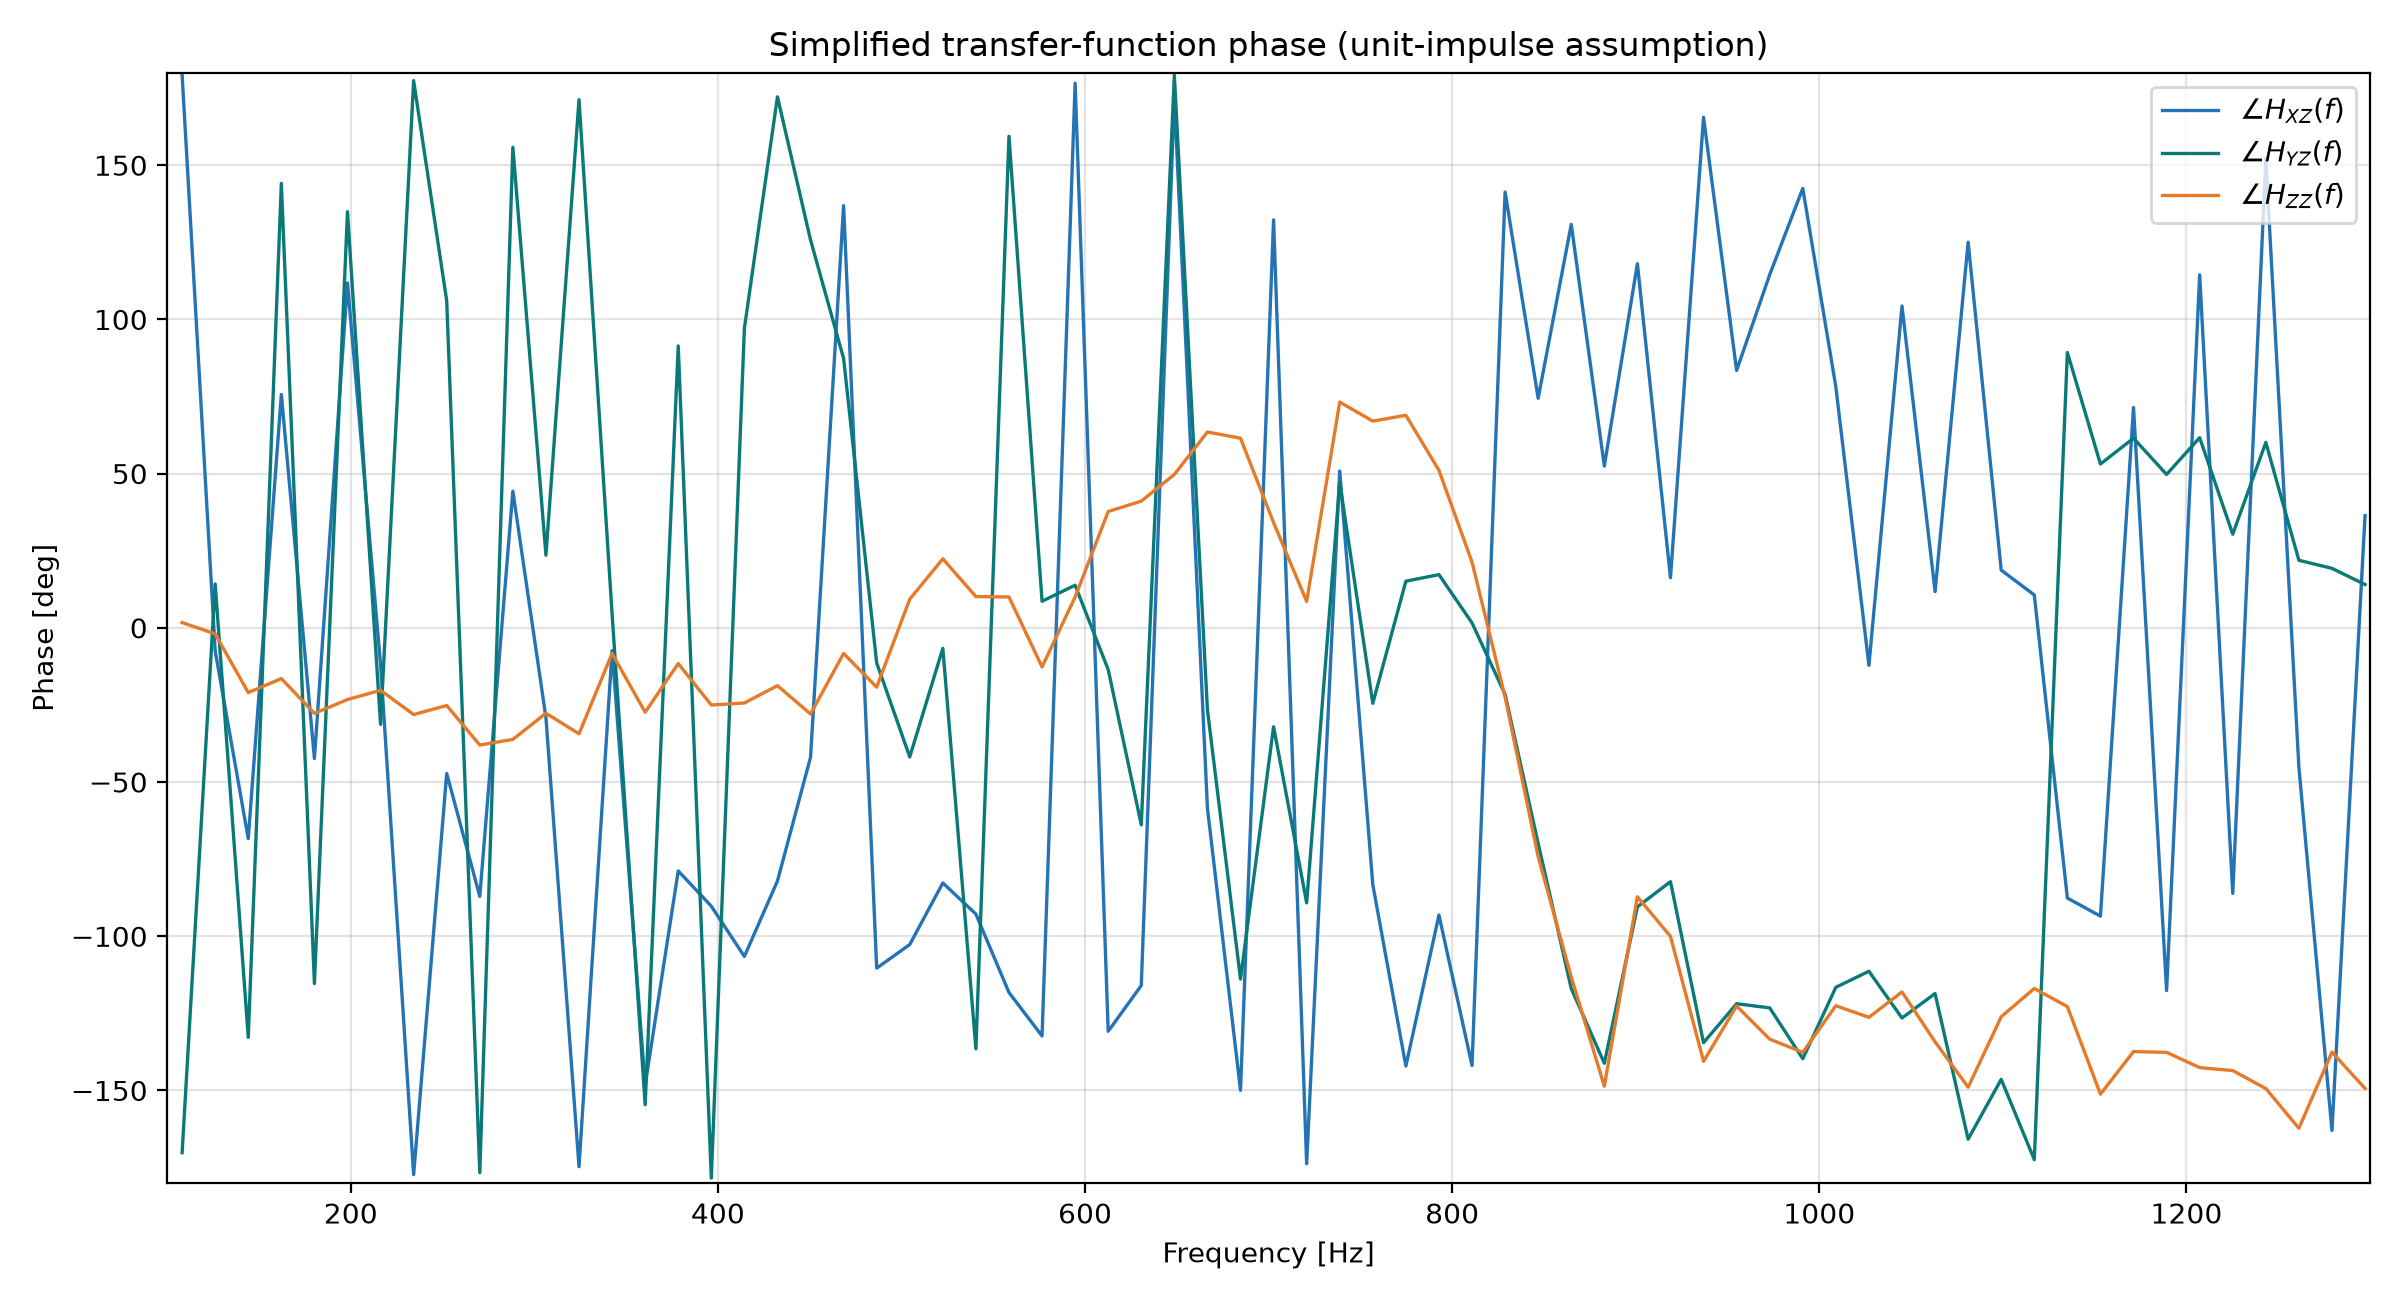 Simplified transfer-function phase (unit-impulse assumption)
∠H_XZ(f)
∠H_YZ(f)
∠H_ZZ(f)
150
100
50
0
−50
−100
−150
Phase [deg]
200 400 600 800 1000 1200
Frequency [Hz]